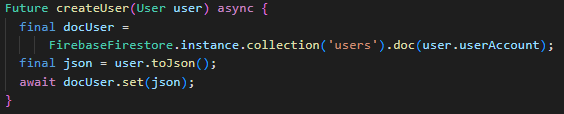 Future createUser(User user) async {
  final docUser =
      FirebaseFirestore.instance.collection('users').doc(user.userAccount);
  final json = user.toJson();
  await docUser.set(json);
}